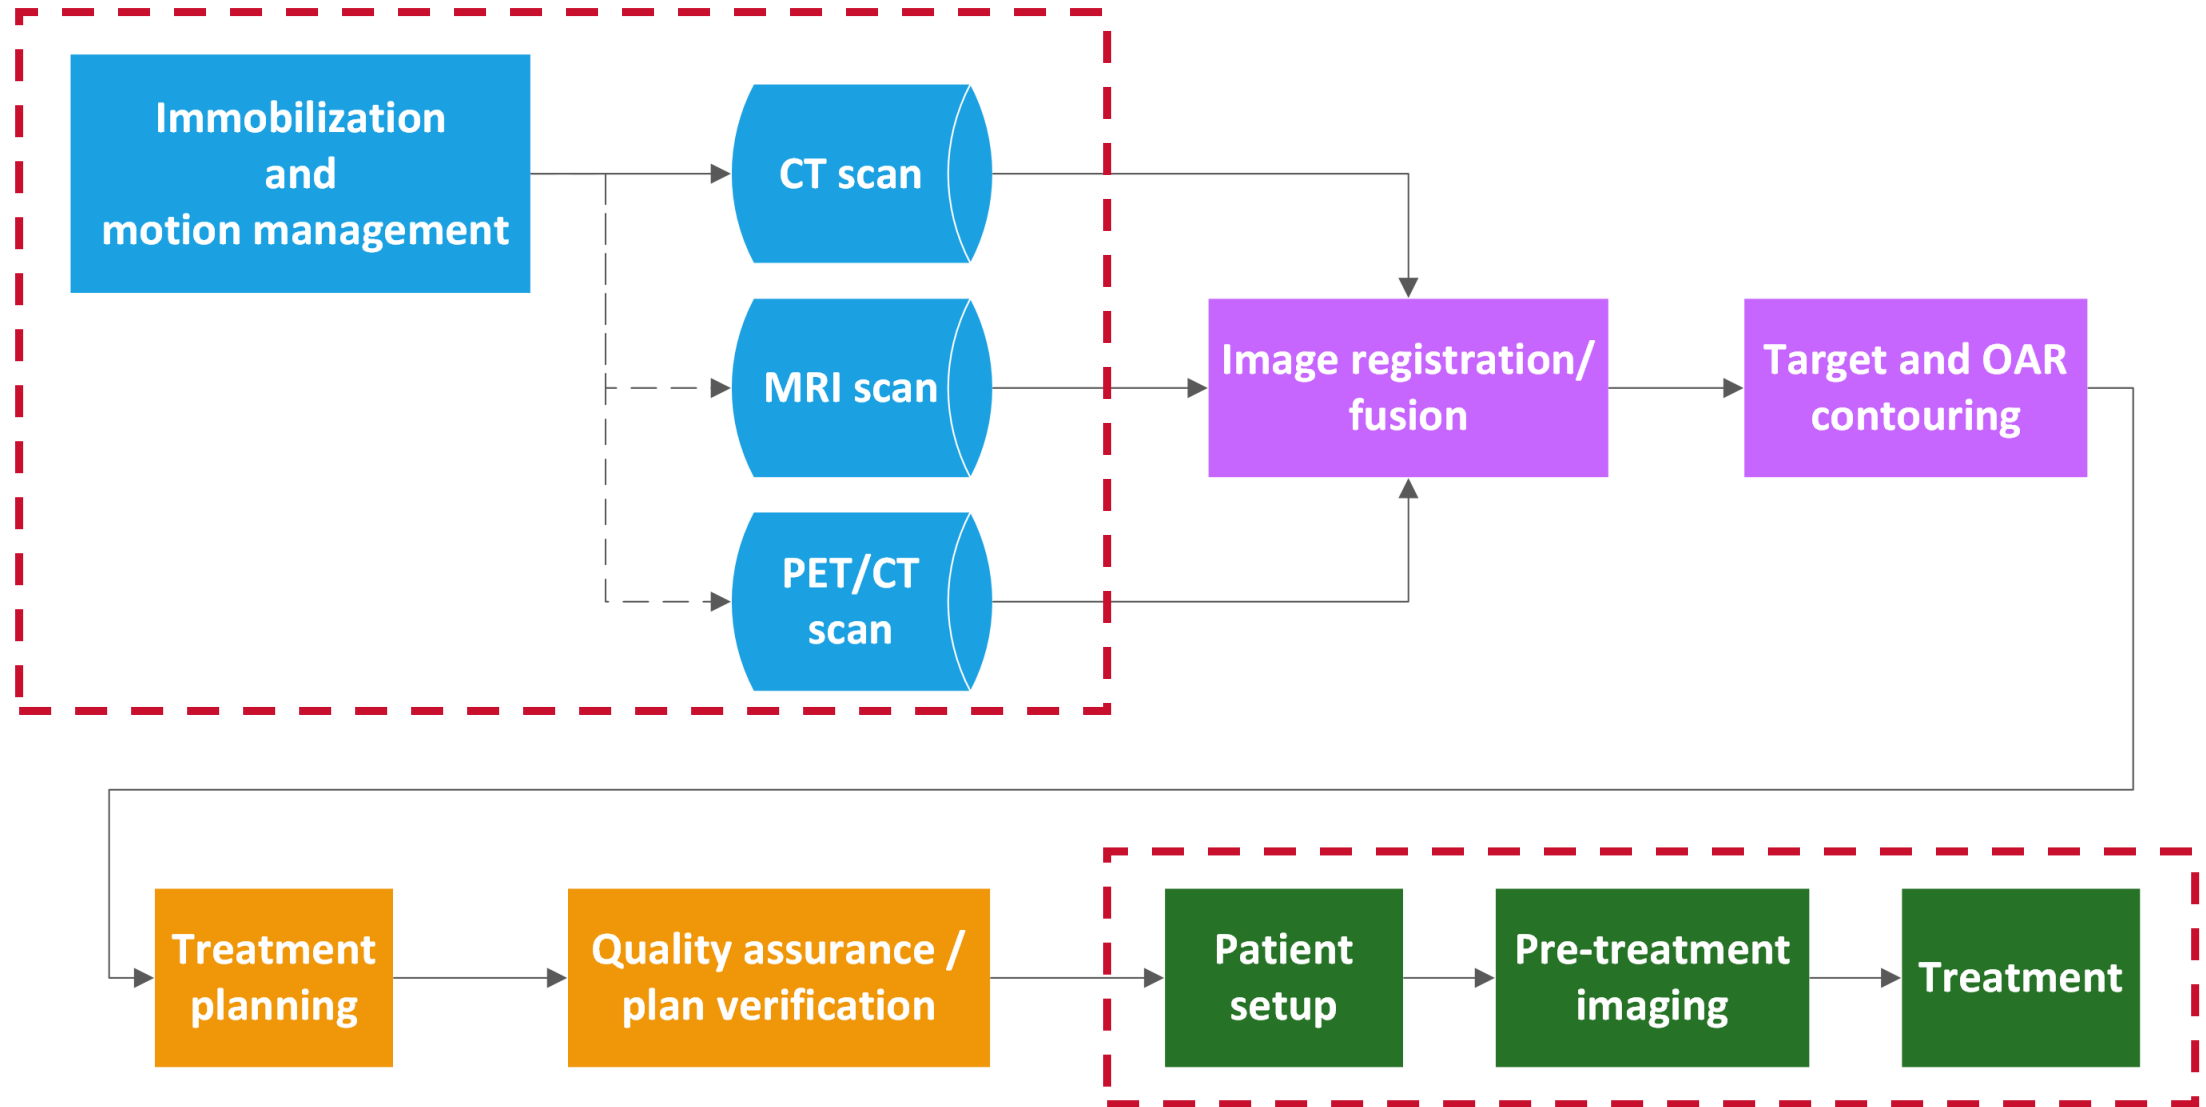 Immobilization
and
motion management
CT scan
MRI scan
PET/CT
scan
Image registration/
fusion
Target and OAR
contouring
Treatment
planning
Quality assurance /
plan verification
Patient
setup
Pre-treatment
imaging
Treatment